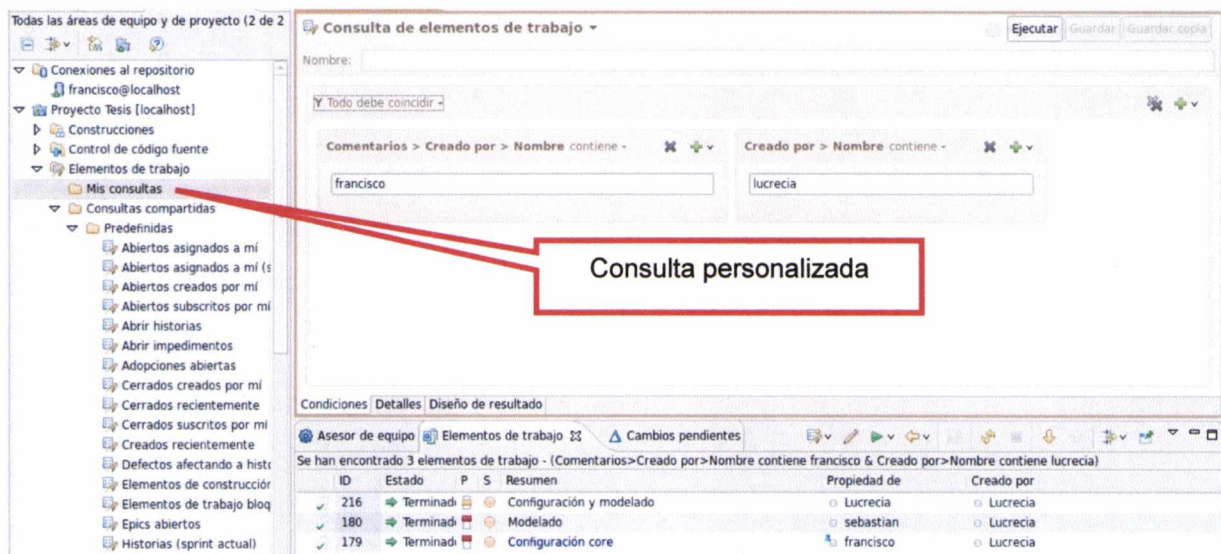 Todas las áreas de equipo y de proyecto (2 de 2
Conexiones al repositorio
francisco@localhost
Proyecto Tesis [localhost]
Construcciones
Control de código fuente
Elementos de trabajo
Mis consultas
Consultas compartidas
Predefinidas
Abiertos asignados a mí
Abiertos asignados a mí (s
Abiertos creados por mí
Abiertos subscritos por mí
Abrir historias
Abrir impedimentos
Adopciones abiertas
Cerrados creados por mí
Cerrados recientemente
Cerrados suscritos por mí
Creados recientemente
Defectos afectando a histo
Elementos de construcción
Elementos de trabajo bloq
Epics abiertos
Historias (sprint actual)
Consulta de elementos de trabajo
Ejecutar Guardar Guardar copia
Nombre:
Todo debe coincidir
Comentarios > Creado por > Nombre contiene
francisco
Creado por > Nombre contiene
lucrecia
Consulta personalizada
Condiciones Detalles Diseño de resultado
Asesor de equipo Elementos de trabajo Cambios pendientes
Se han encontrado 3 elementos de trabajo - (Comentarios>Creado por>Nombre contiene francisco & Creado por>Nombre contiene lucrecia)
ID Estado P S Resumen Propiedad de Creado por
216 Terminad Configuración y modelado Lucrecia Lucrecia
180 Terminad Modelado sebastian Lucrecia
179 Terminad Configuración core francisco Lucrecia